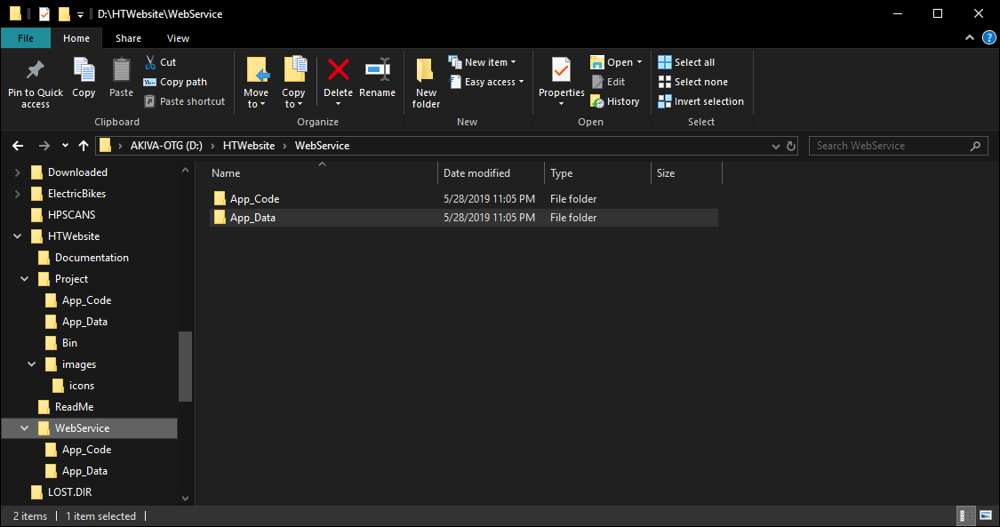 D:\HTWebsite\WebService
File Home Share View
Pin to Quick access
Copy
Paste
Cut
Copy path
Paste shortcut
Clipboard
Move to
Copy to
Delete
Rename
Organize
New folder
New item
Easy access
New
Properties
Open
Edit
History
Open
Select all
Select none
Invert selection
Select
AKIVA-OTG (D:) > HTWebsite > WebService
Search WebService
Downloaded
ElectricBikes
HPSCANS
HTWebsite
Documentation
Project
App_Code
App_Data
Bin
images
icons
ReadMe
WebService
App_Code
App_Data
LOST.DIR
Name Date modified Type Size
App_Code 5/28/2019 11:05 PM File folder
App_Data 5/28/2019 11:05 PM File folder
2 items 1 item selected